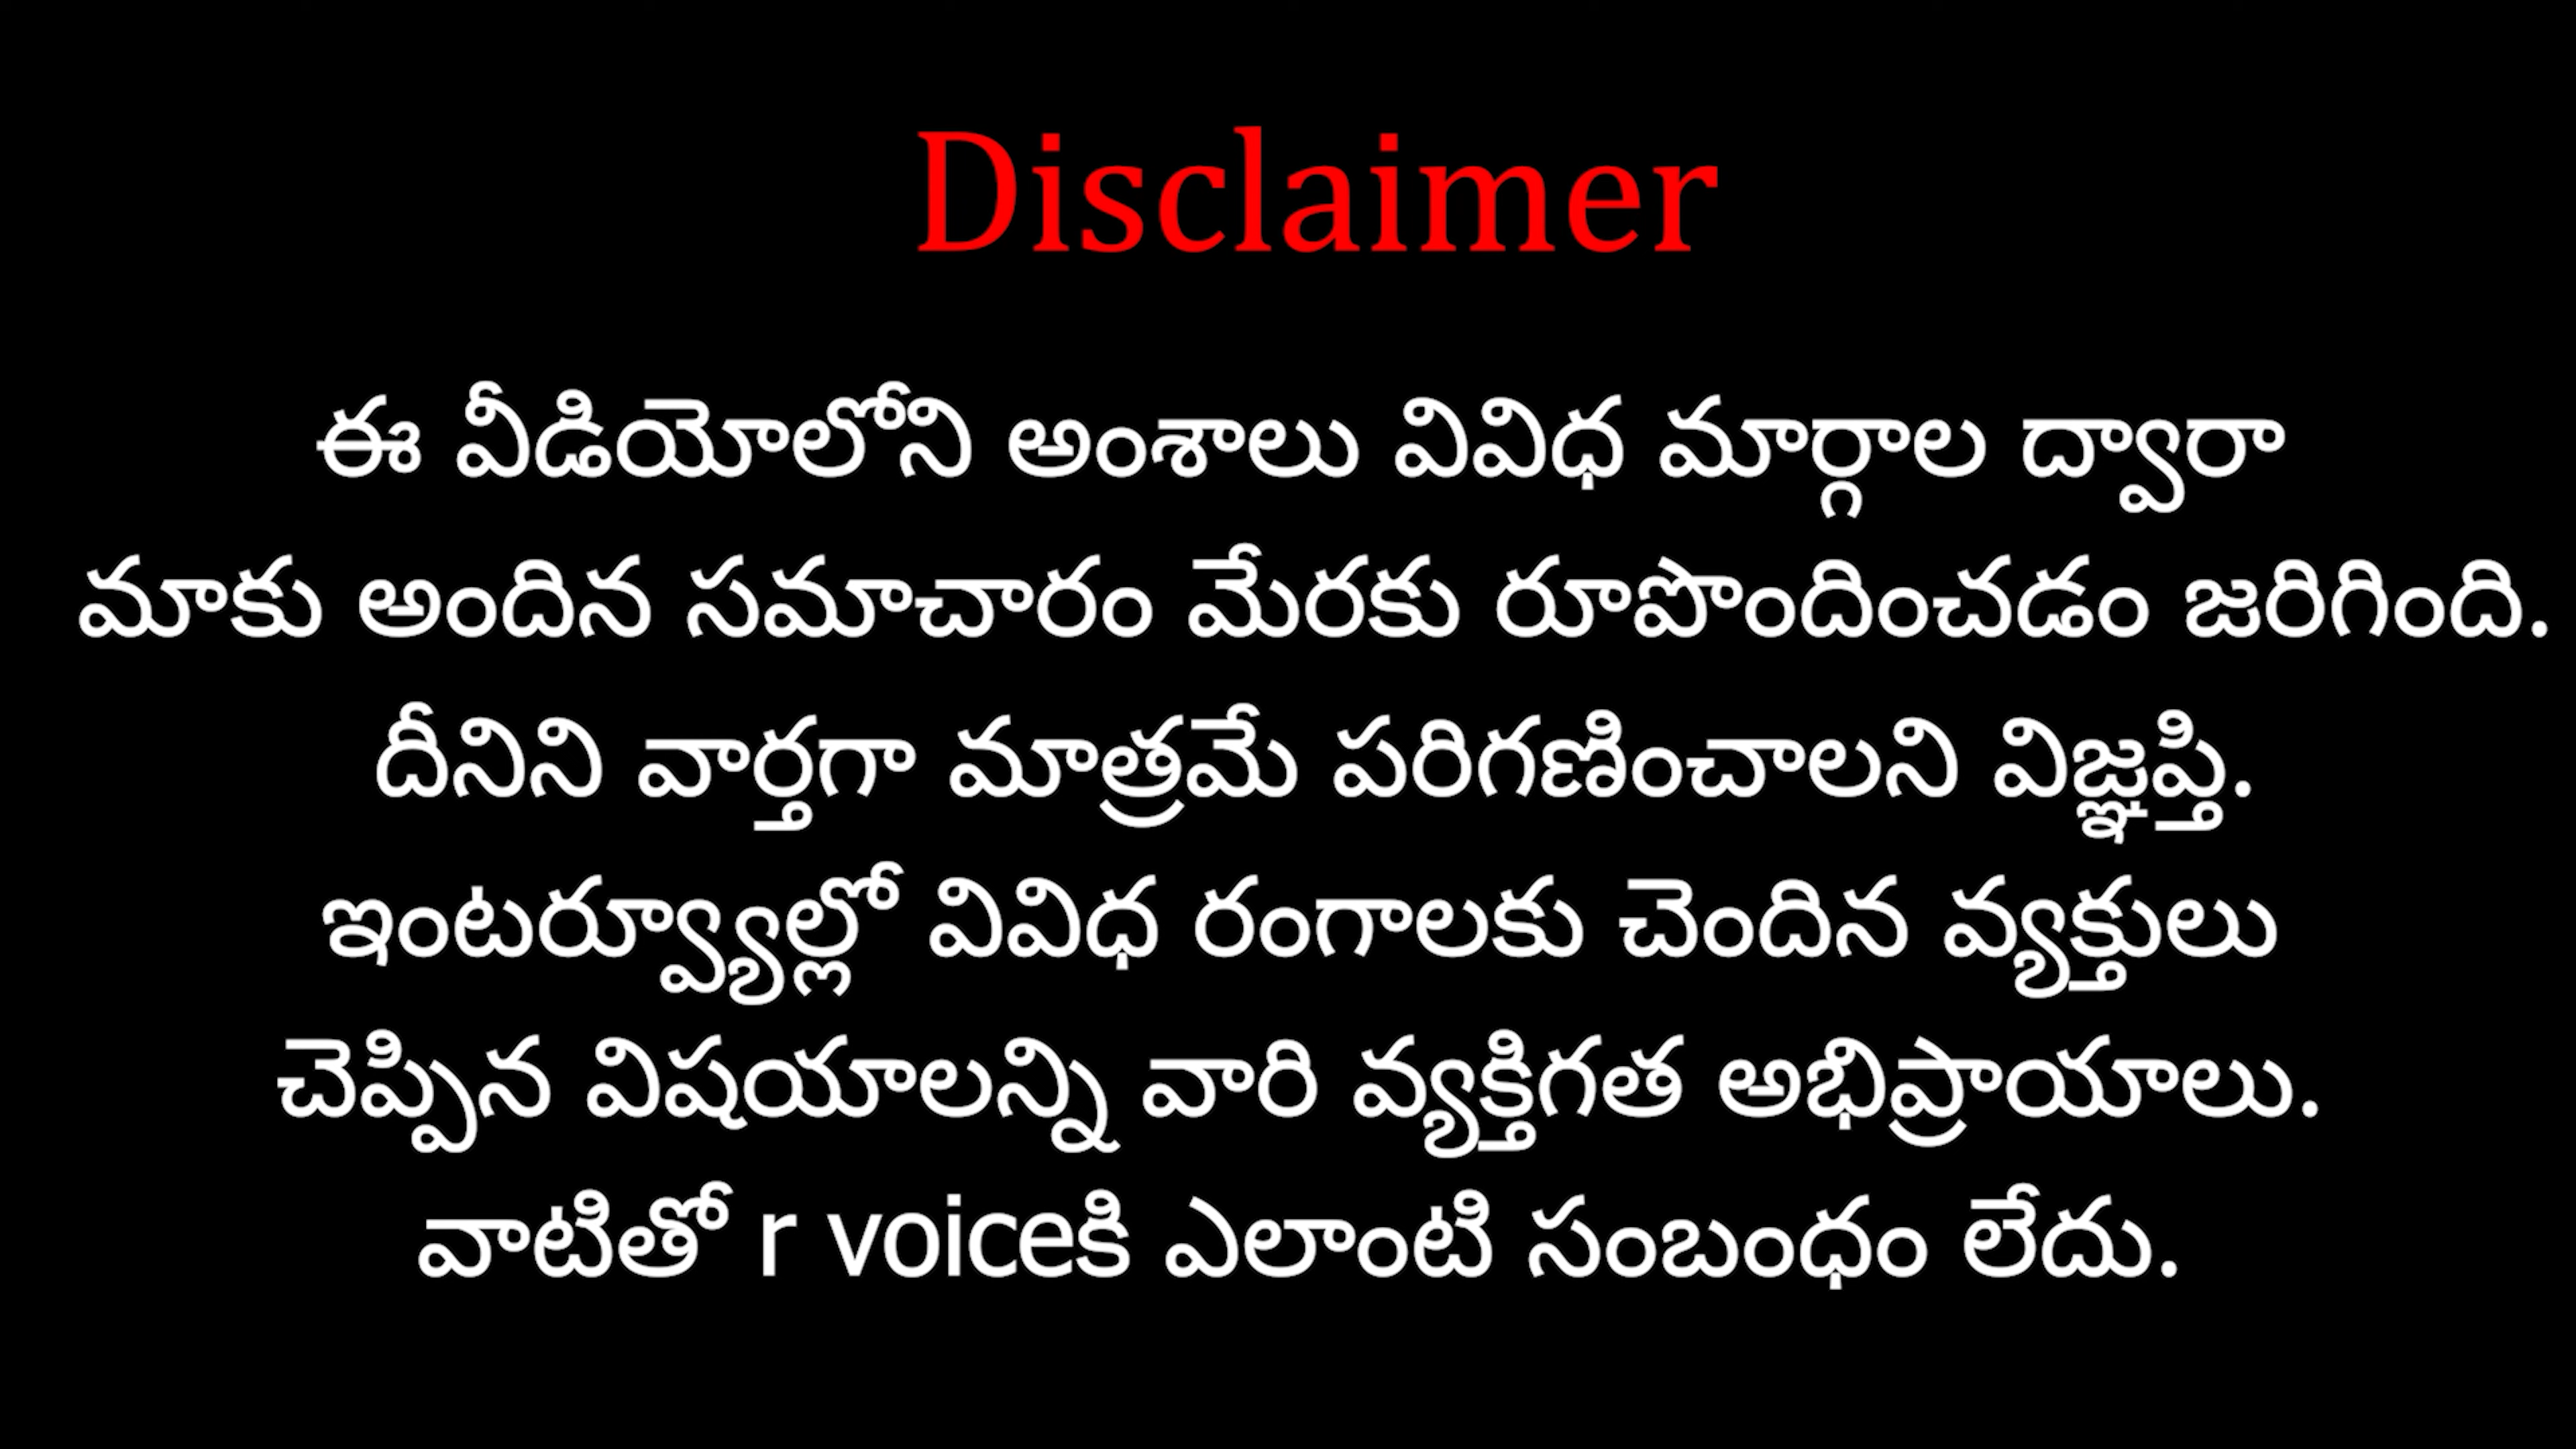 Disclaimer
ఈ వీడియోలోని అంశాలు వివిధ మార్గాల ద్వారా
మాకు అందిన సమాచారం మేరకు రూపొందించడం జరిగింది.
దీనిని వార్తగా మాత్రమే పరిగణించాలని విజ్ఞప్తి.
ఇంటర్వ్యూల్లో వివిధ రంగాలకు చెందిన వ్యక్తులు
చెప్పిన విషయాలన్ని వారి వ్యక్తిగత అభిప్రాయాలు.
వాటితో r voiceకి ఎలాంటి సంబంధం లేదు.